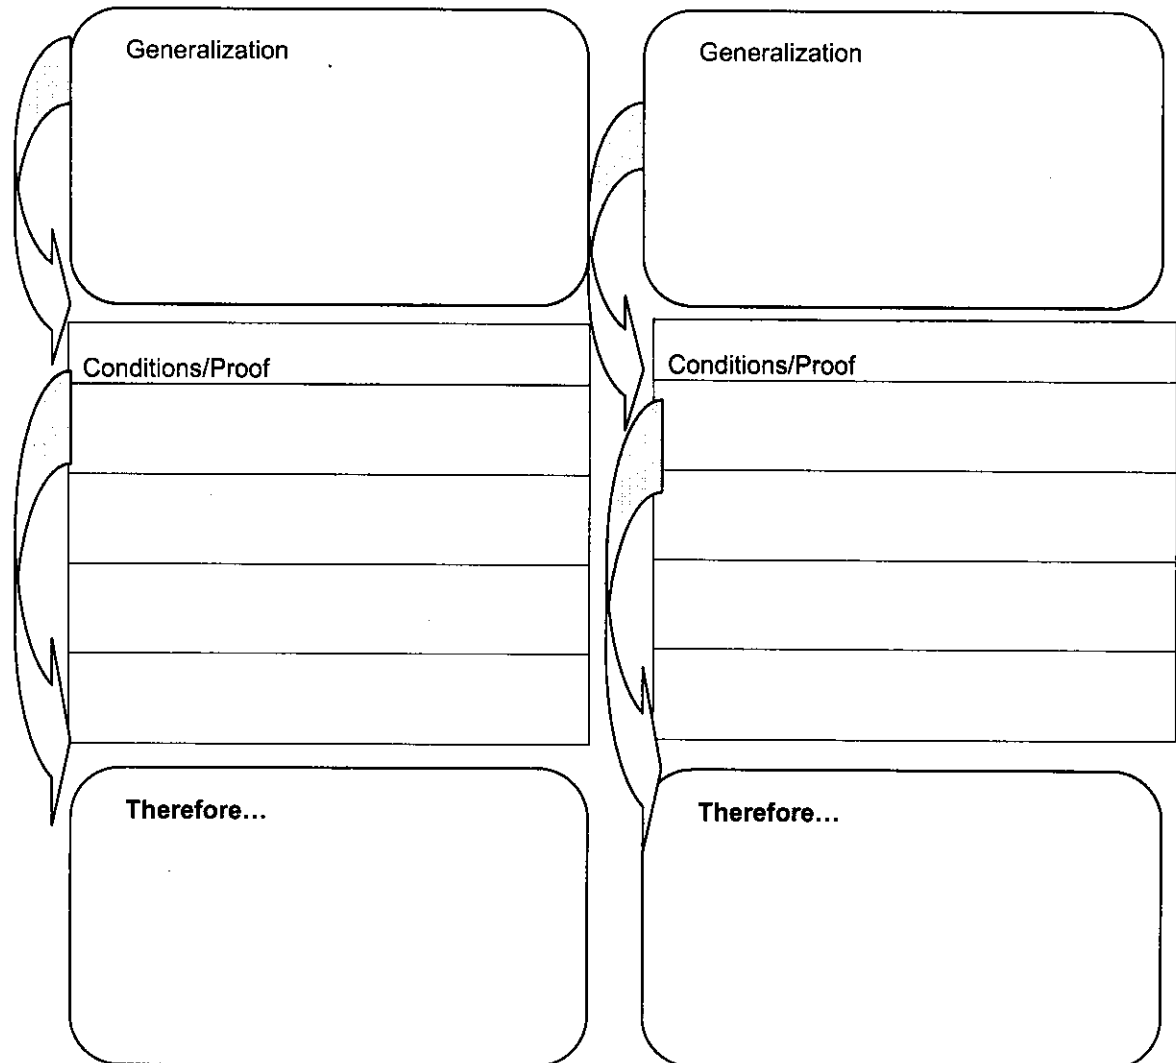 Generalization
Conditions/Proof
Therefore...
Generalization
Conditions/Proof
Therefore...